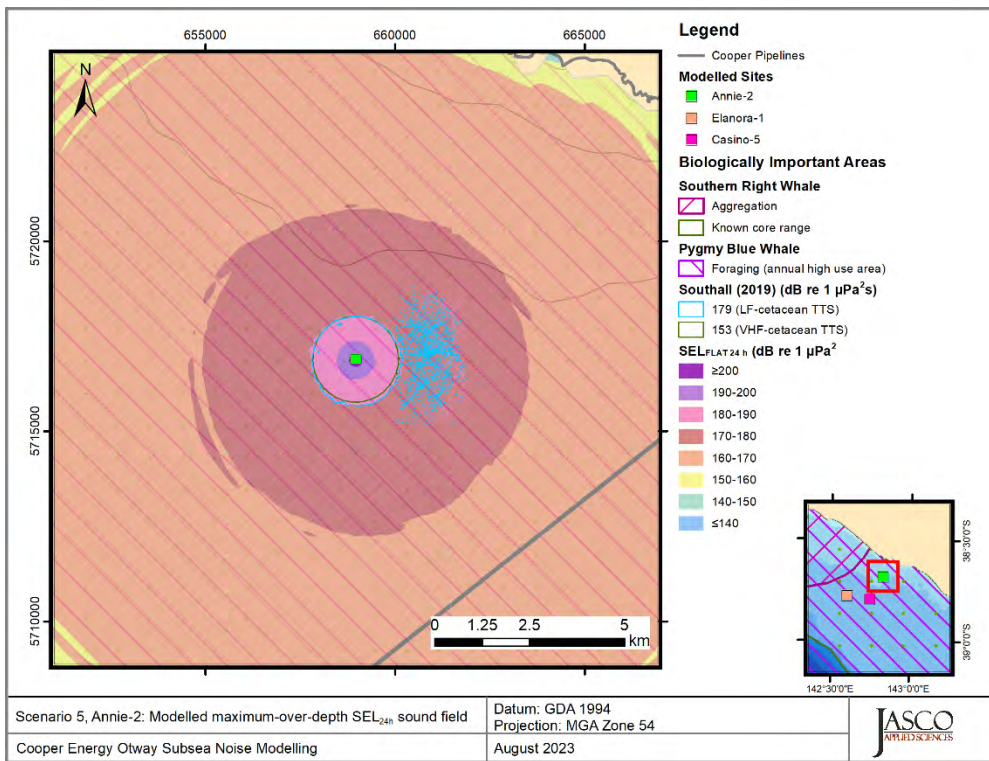 655000
660000
665000
N
5720000
5715000
5710000
0
1.25
2.5
5
km
Legend
Cooper Pipelines
Modelled Sites
Annie-2
Elanora-1
Casino-5
Biologically Important Areas
Southern Right Whale
Aggregation
Known core range
Pygmy Blue Whale
Foraging (annual high use area)
Southall (2019) (dB re 1 µPa²s)
179 (LF-cetacean TTS)
153 (VHF-cetacean TTS)
SELFLAT 24 h (dB re 1 µPa²
≥200
190-200
180-190
170-180
160-170
150-160
140-150
≤140
38°30'S
39°0'S
142°30'0"E
143°0'0"E
Scenario 5, Annie-2: Modelled maximum-over-depth SEL24h sound field
Cooper Energy Otway Subsea Noise Modelling
Datum: GDA 1994
Projection: MGA Zone 54
August 2023
JASCO
APPLIED SCIENCES